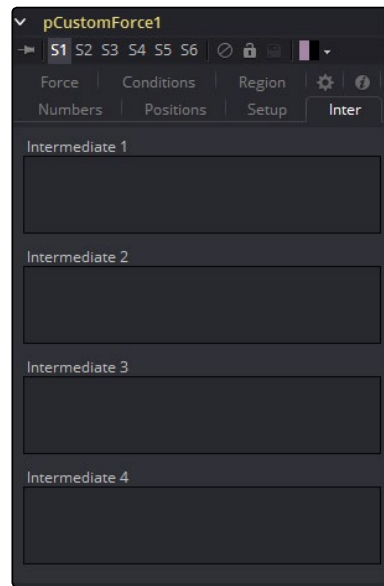 pCustomForce1
S1 S2 S3 S4 S5 S6
Force Conditions Region
Numbers Positions Setup Inter
Intermediate 1
Intermediate 2
Intermediate 3
Intermediate 4